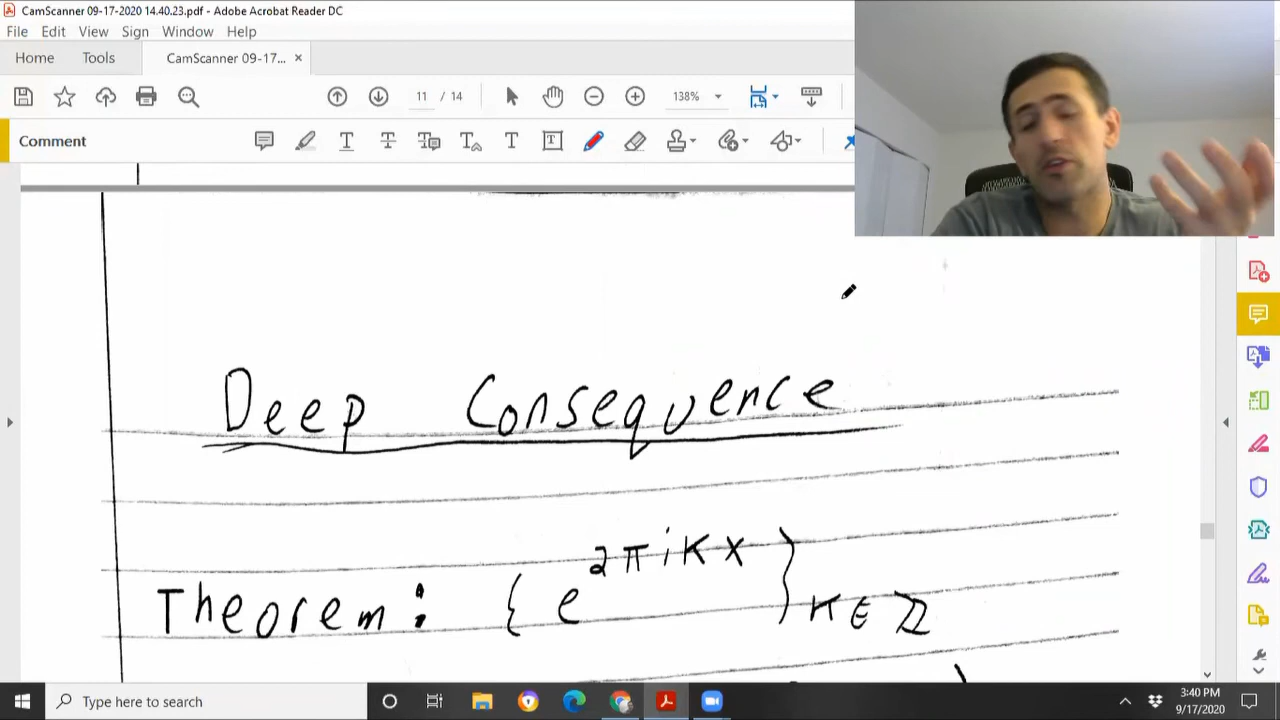 CamScanner 09-17-2020 14.40.23.pdf - Adobe Acrobat Reader DC
File Edit View Sign Window Help
Home Tools CamScanner 09-17... ×
11 / 14 138%
Comment
Deep Consequence
Theorem: { e^{2πiKx} }_{K∈ℤ}
Type here to search
3:40 PM
9/17/2020